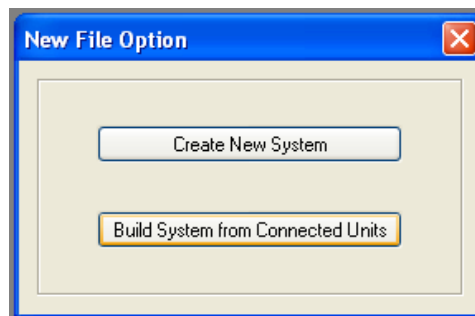 New File Option
Create New System
Build System from Connected Units